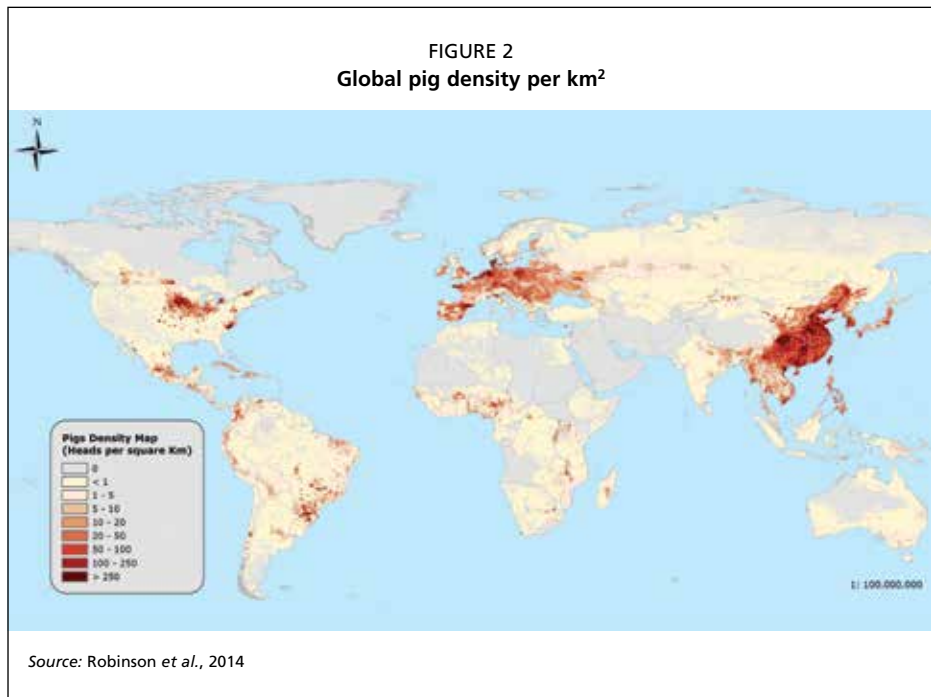 FIGURE 2
Global pig density per km²
N
Pigs Density Map
(Heads per square Km)
0
< 1
1 - 5
5 - 10
10 - 20
20 - 50
50 - 100
100 - 250
> 250
1: 100.000.000
Source: Robinson et al., 2014